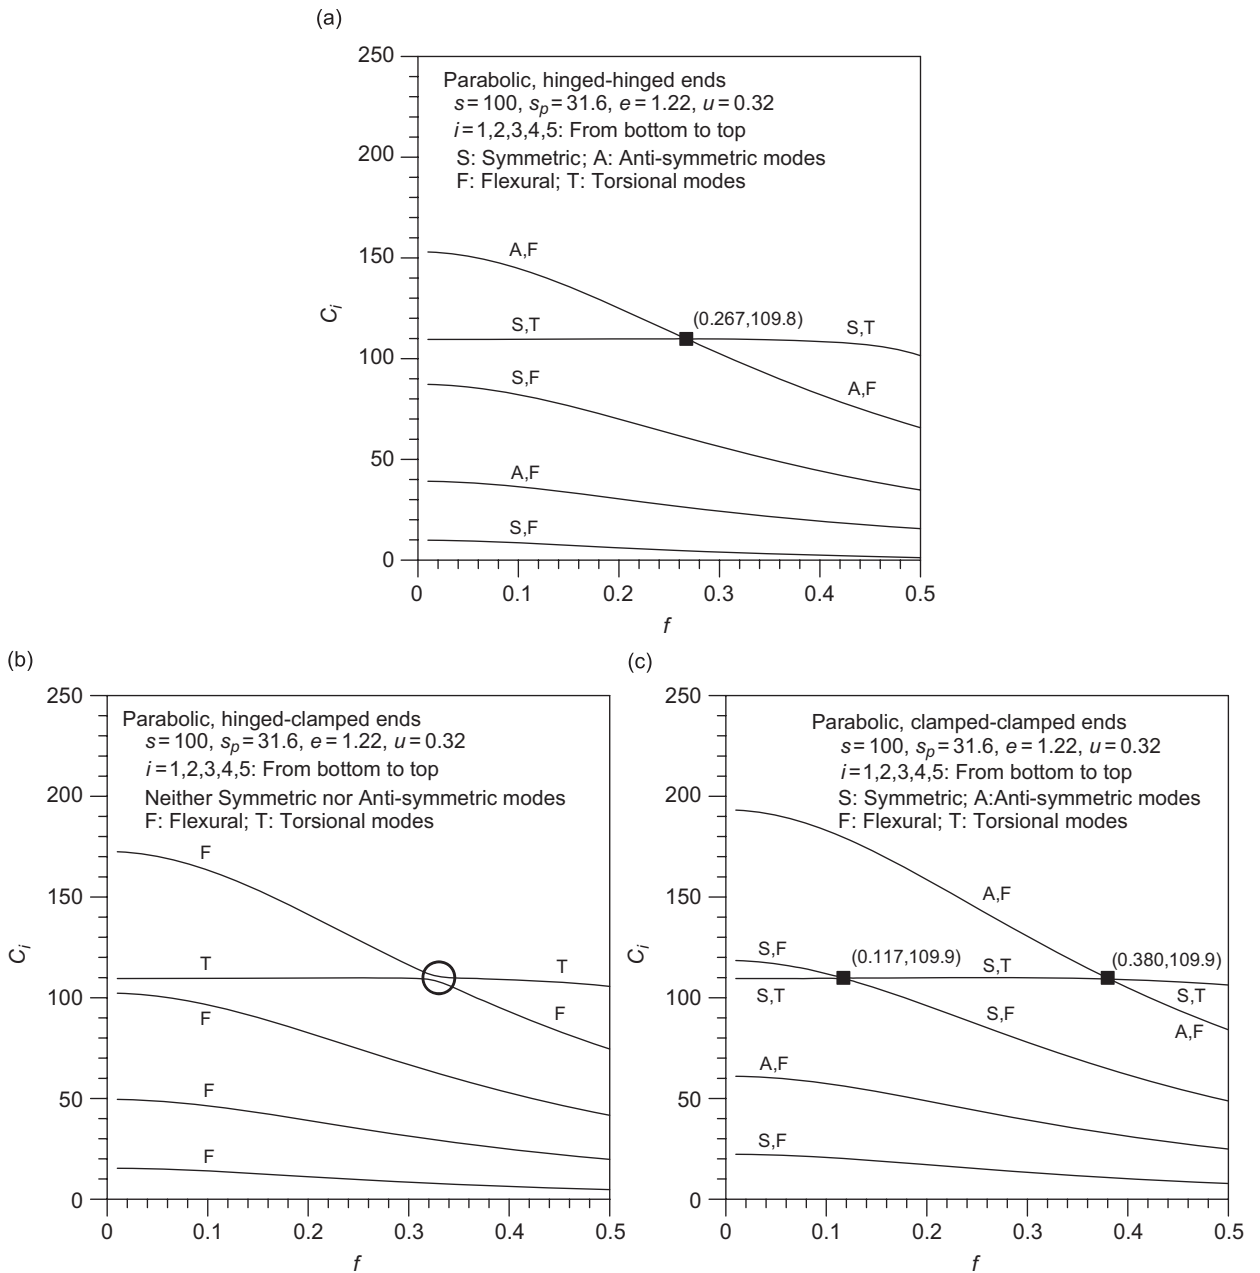 (a)
250
200
150
100
50
0
C_i
Parabolic, hinged-hinged ends
s=100, s_p=31.6, e=1.22, u=0.32
i=1,2,3,4,5: From bottom to top
S: Symmetric; A: Anti-symmetric modes
F: Flexural; T: Torsional modes
A,F
(0.267,109.8)
S,T
S,T
S,F
A,F
A,F
S,F
0 0.1 0.2 0.3 0.4 0.5
f
(b)
250
200
150
100
50
0
C_i
Parabolic, hinged-clamped ends
s=100, s_p=31.6, e=1.22, u=0.32
i=1,2,3,4,5: From bottom to top
Neither Symmetric nor Anti-symmetric modes
F: Flexural; T: Torsional modes
F
T
T
F
F
F
F
0 0.1 0.2 0.3 0.4 0.5
f
(c)
250
200
150
100
50
0
C_i
Parabolic, clamped-clamped ends
s=100, s_p=31.6, e=1.22, u=0.32
i=1,2,3,4,5: From bottom to top
S: Symmetric; A:Anti-symmetric modes
F: Flexural; T: Torsional modes
A,F
S,F
(0.117,109.9)
S,T
(0.380,109.9)
S,T
S,T
S,F
A,F
A,F
S,F
0 0.1 0.2 0.3 0.4 0.5
f